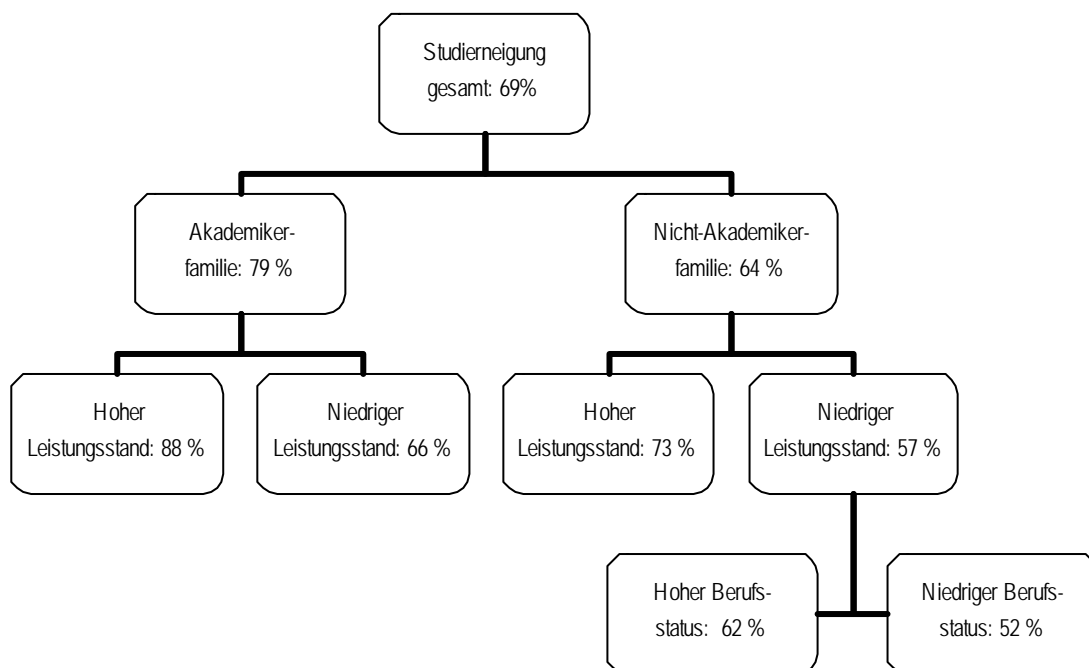 Studierneigung
gesamt: 69%
Akademiker-
familie: 79 %
Nicht-Akademiker-
familie: 64 %
Hoher
Leistungsstand: 88 %
Niedriger
Leistungsstand: 66 %
Hoher
Leistungsstand: 73 %
Niedriger
Leistungsstand: 57 %
Hoher Berufs-
status: 62 %
Niedriger Berufs-
status: 52 %